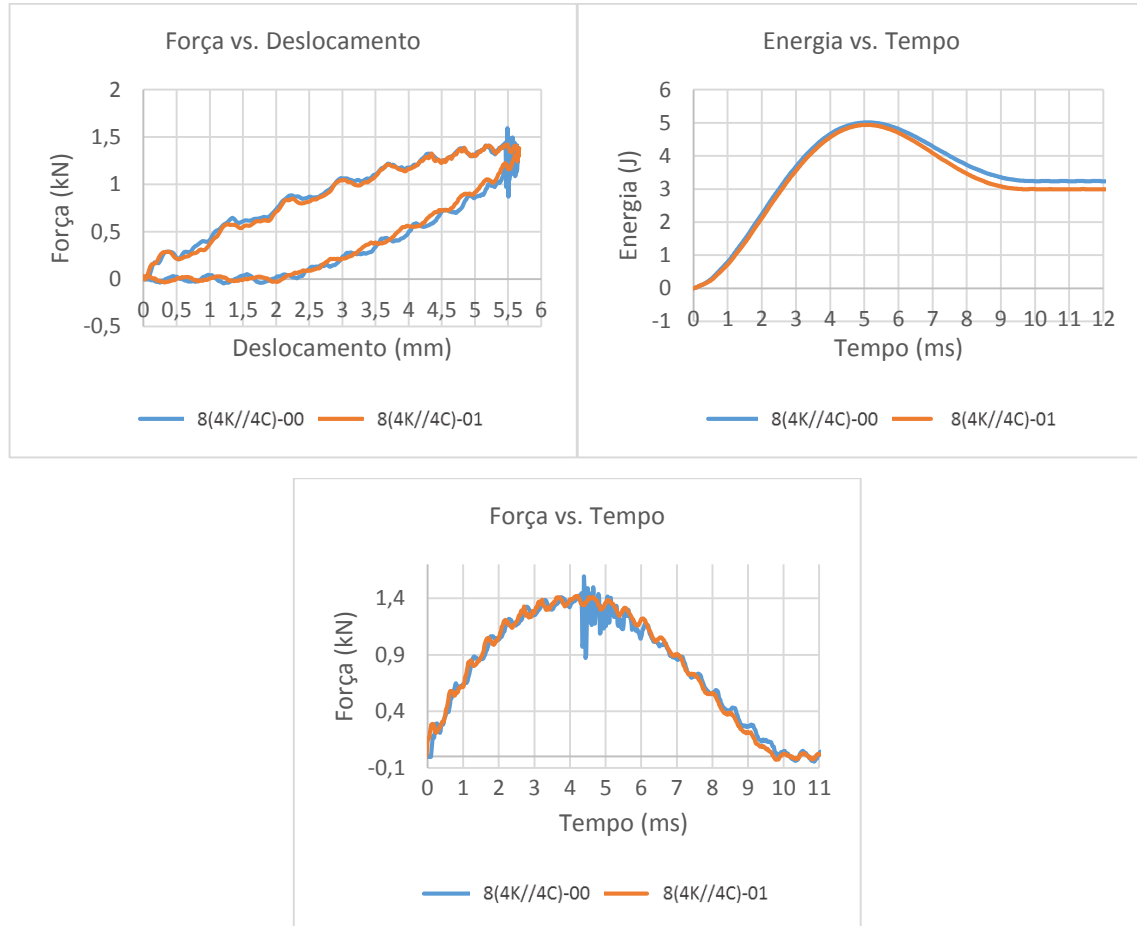 Força vs. Deslocamento
Força (kN)
2
1,5
1
0,5
0
-0,5
0 0,5 1 1,5 2 2,5 3 3,5 4 4,5 5 5,5 6
Deslocamento (mm)
8(4K//4C)-00 8(4K//4C)-01
Energia vs. Tempo
Energia (J)
6
5
4
3
2
1
0
-1
0 1 2 3 4 5 6 7 8 9 10 11 12
Tempo (ms)
8(4K//4C)-00 8(4K//4C)-01
Força vs. Tempo
Força (kN)
1,4
0,9
0,4
-0,1
0 1 2 3 4 5 6 7 8 9 10 11
Tempo (ms)
8(4K//4C)-00 8(4K//4C)-01